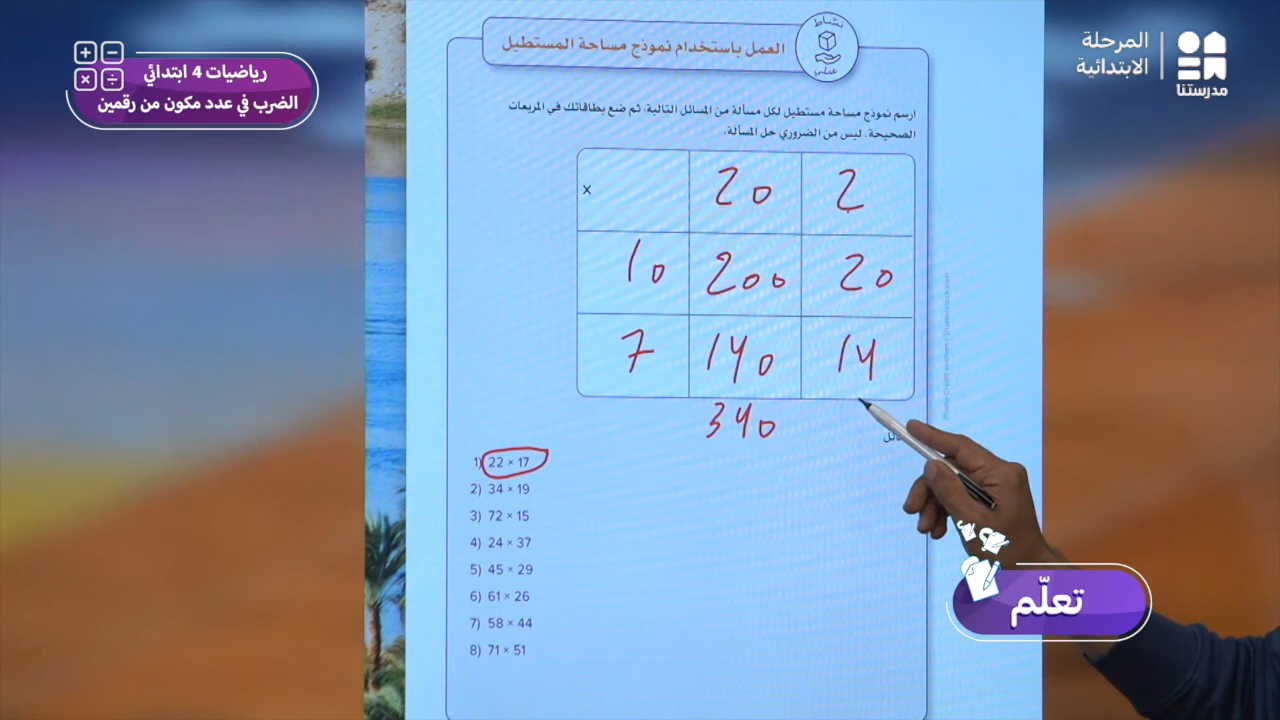 رياضيات 4 ابتدائي
الضرب في عدد مكون من رقمين
المرحلة
الابتدائية
مدرستنا
نشاط
عملي
العمل باستخدام نموذج مساحة المستطيل
ارسم نموذج مساحة مستطيل لكل مسألة من المسائل التالية، ثم ضع بطاقاتك في المربعات
الصحيحة. ليس من الضروري حل المسألة.
× 20 2
10 200 20
7 140 14
340
1) 22 × 17
2) 34 × 19
3) 72 × 15
4) 24 × 37
5) 45 × 29
6) 61 × 26
7) 58 × 44
8) 71 × 51
تعلّم